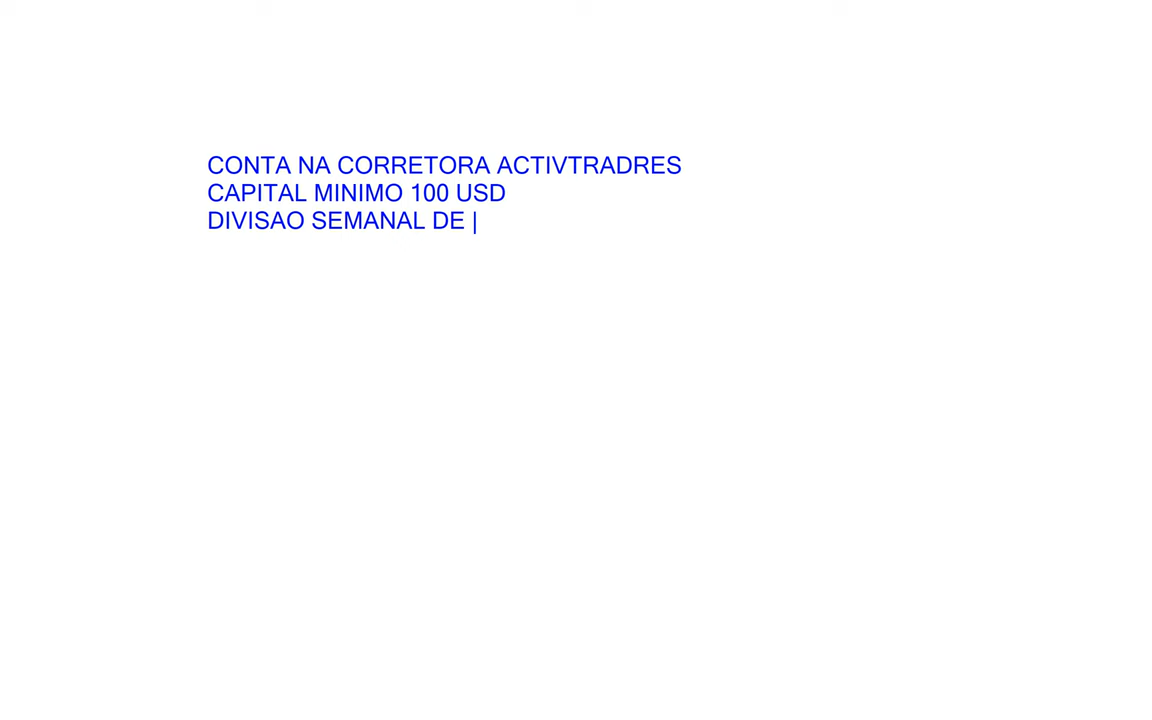 CONTA NA CORRETORA ACTIVTRADRES
CAPITAL MINIMO 100 USD
DIVISAO SEMANAL DE